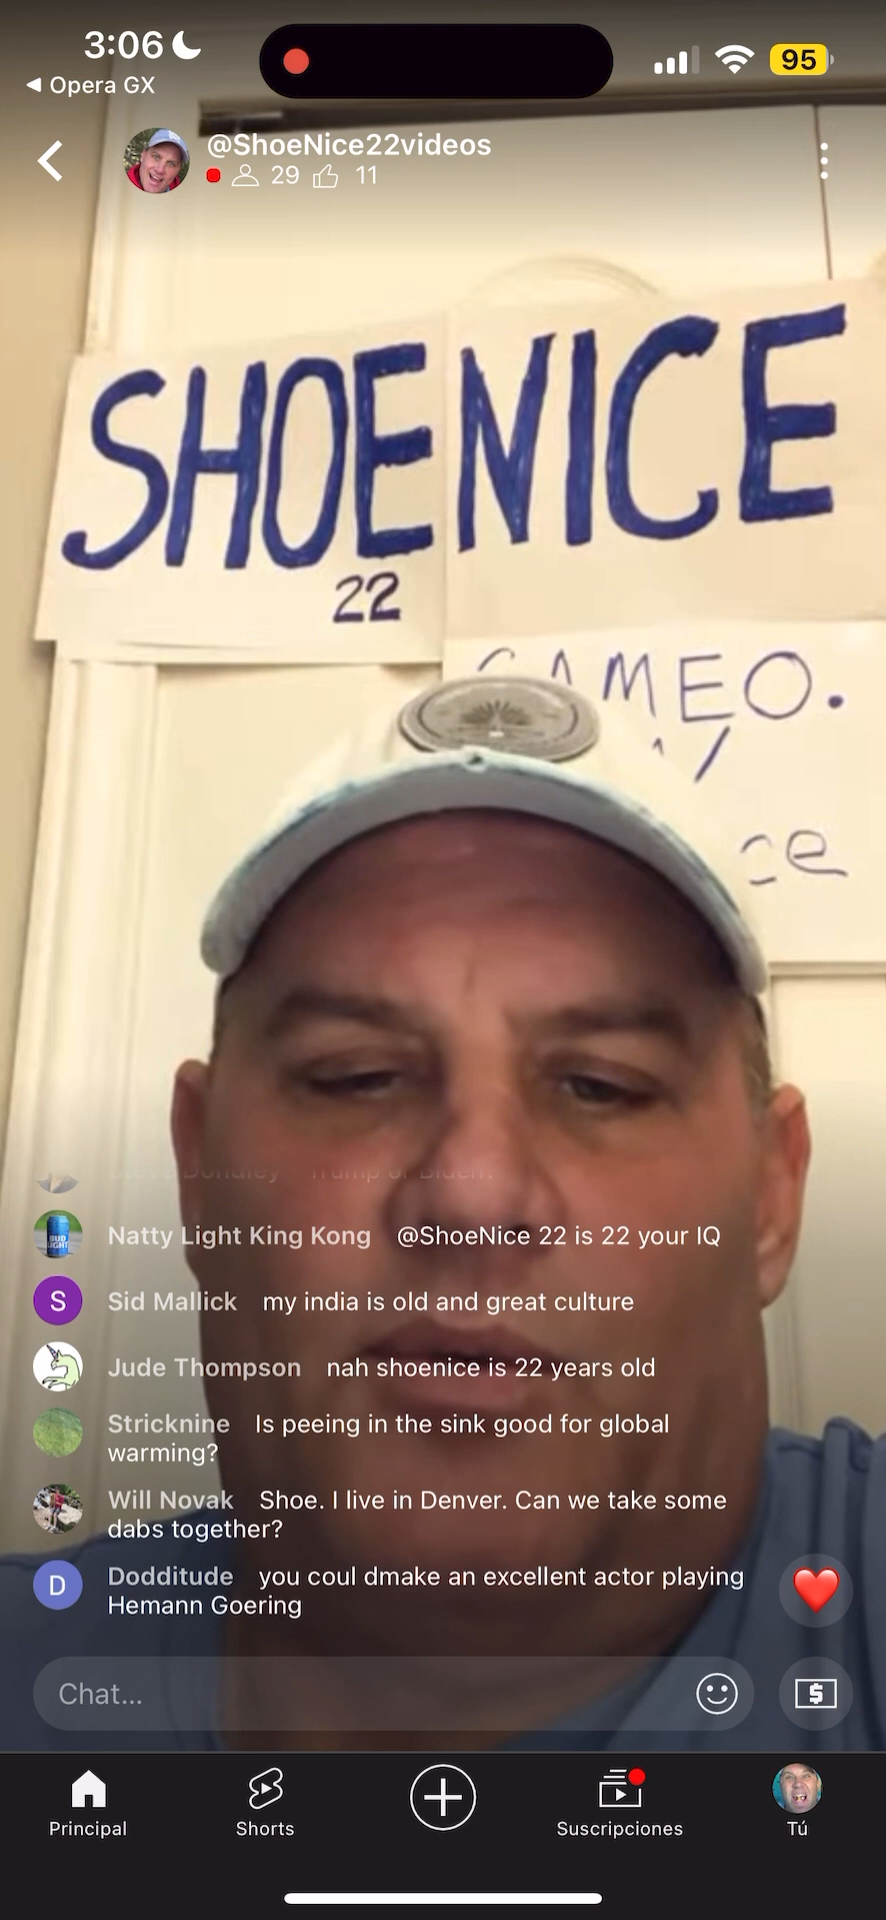 3:06
95
Opera GX
@ShoeNice22videos
29 11
SHOENICE
22
MEO.
Natty Light King Kong @ShoeNice 22 is 22 your IQ
S Sid Mallick my india is old and great culture
Jude Thompson nah shoenice is 22 years old
Stricknine Is peeing in the sink good for global
warming?
Will Novak Shoe. I live in Denver. Can we take some
dabs together?
D Dodditude you coul dmake an excellent actor playing
Hemann Goering
Chat...
$
Principal Shorts Suscripciones Tú